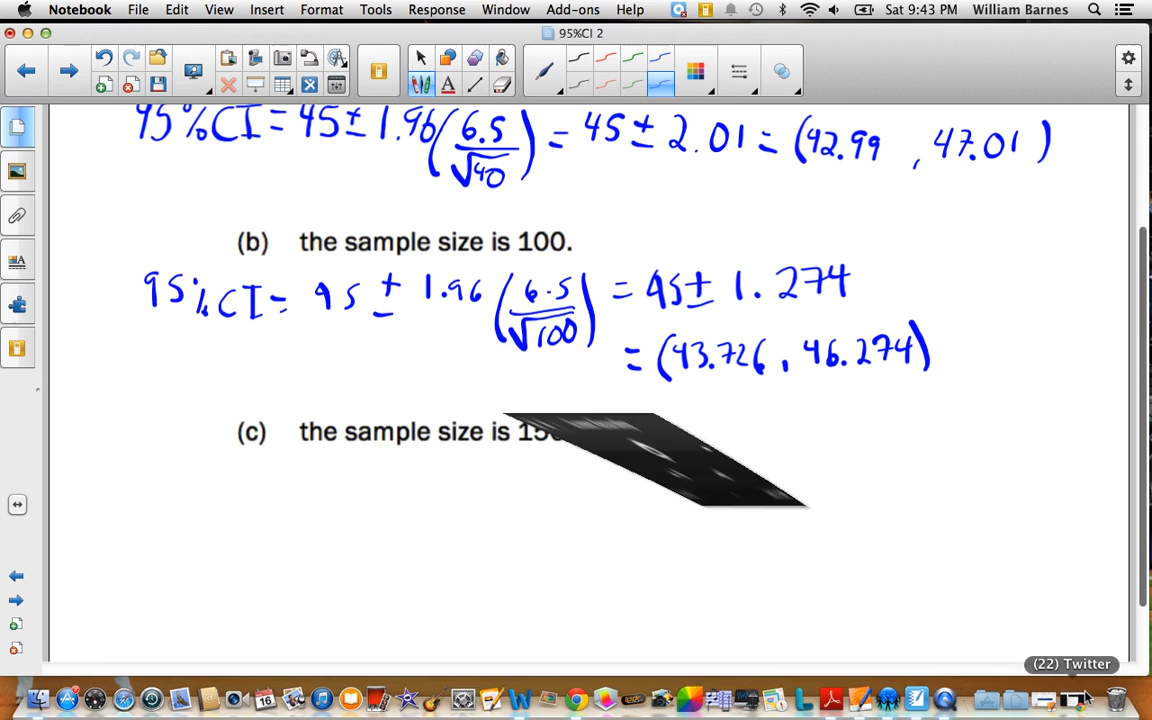 Notebook File Edit View Insert Format Tools Response Window Add-ons Help Sat 9:43 PM William Barnes
95%CI 2
95%CI = 45 ± 1.96 (6.5/√40) = 45 ± 2.01 = (42.99 , 47.01)
(b) the sample size is 100.
95%CI = 45 ± 1.96 (6.5/√100) = 45 ± 1.274
= (43.726, 46.274)
(c) the sample size is
(22) Twitter